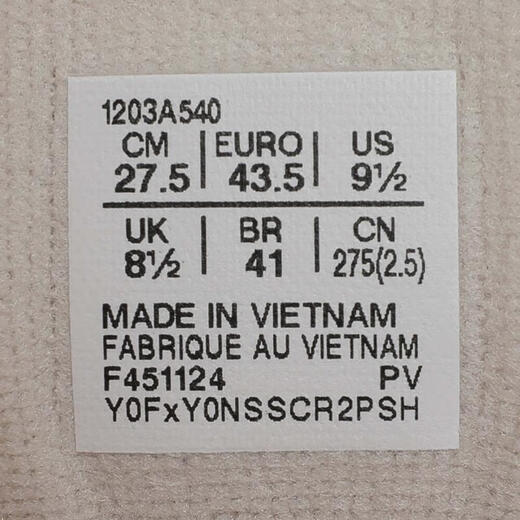 1203A540
CM | EURO | US
27.5 | 43.5 | 9½
UK | BR | CN
8½ | 41 | 275(2.5)
MADE IN VIETNAM
FABRIQUE AU VIETNAM
F451124 PV
Y0FxY0NSSCR2PSH